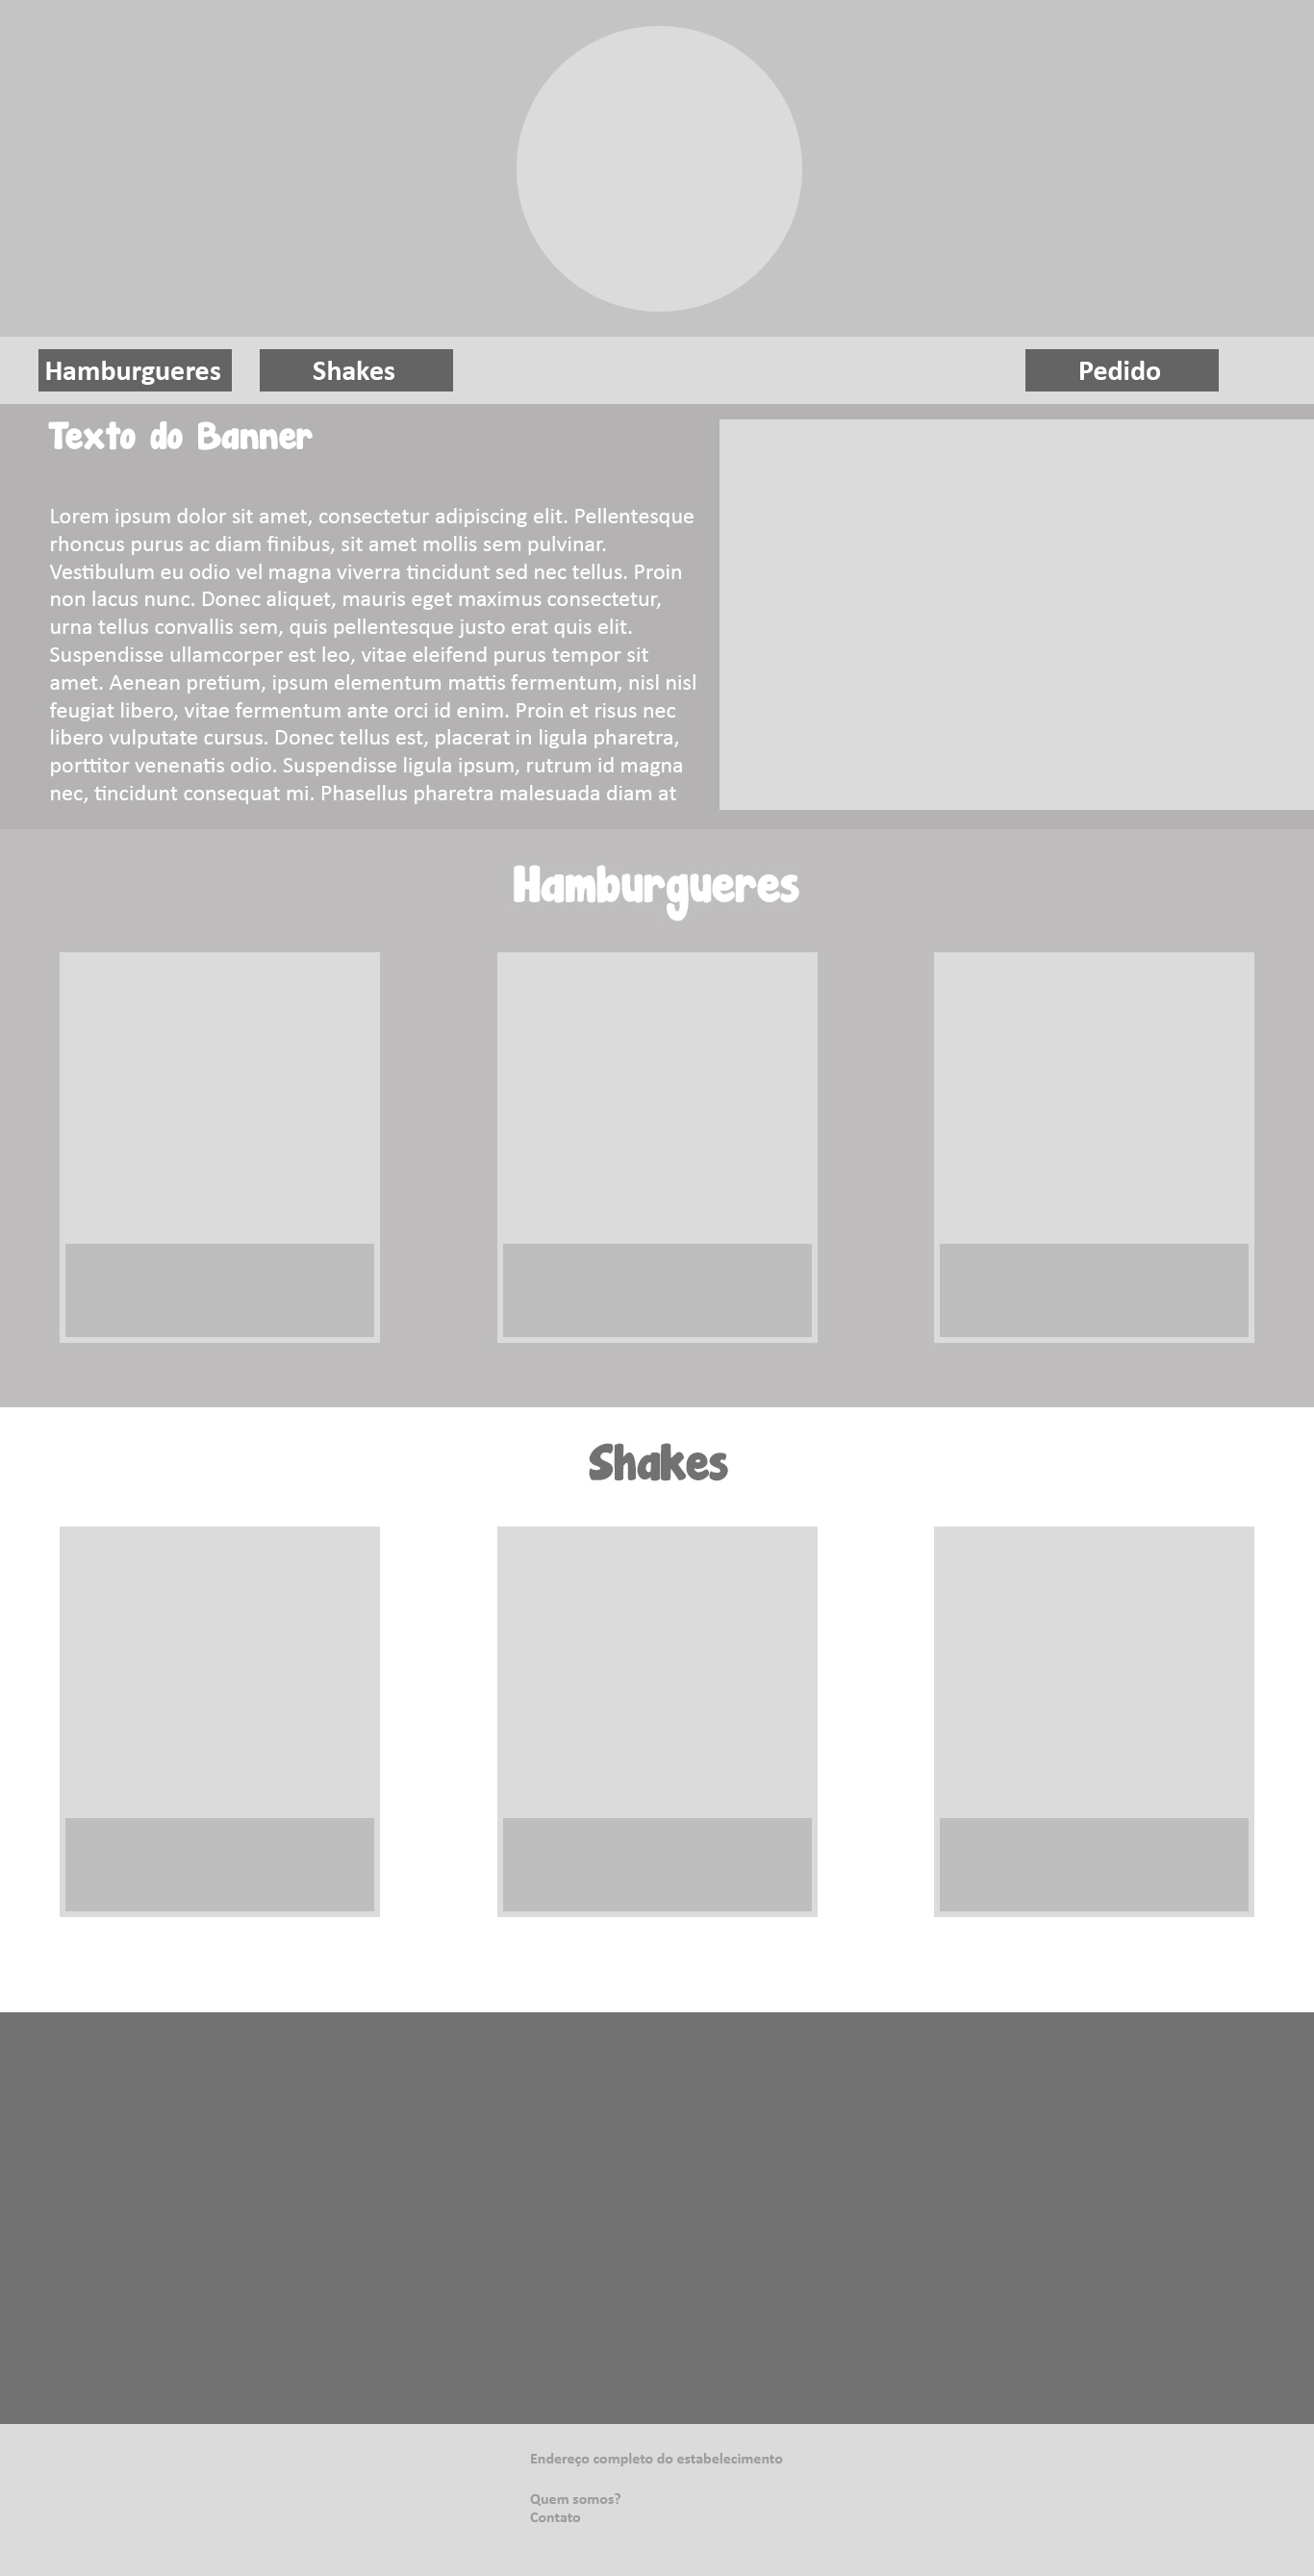 Hamburgueres
Shakes
Pedido
Texto do Banner
Lorem ipsum dolor sit amet, consectetur adipiscing elit. Pellentesque
rhoncus purus ac diam finibus, sit amet mollis sem pulvinar.
Vestibulum eu odio vel magna viverra tincidunt sed nec tellus. Proin
non lacus nunc. Donec aliquet, mauris eget maximus consectetur,
urna tellus convallis sem, quis pellentesque justo erat quis elit.
Suspendisse ullamcorper est leo, vitae eleifend purus tempor sit
amet. Aenean pretium, ipsum elementum mattis fermentum, nisl nisl
feugiat libero, vitae fermentum ante orci id enim. Proin et risus nec
libero vulputate cursus. Donec tellus est, placerat in ligula pharetra,
porttitor venenatis odio. Suspendisse ligula ipsum, rutrum id magna
nec, tincidunt consequat mi. Phasellus pharetra malesuada diam at
Hamburgueres
Shakes
Endereço completo do estabelecimento
Quem somos?
Contato